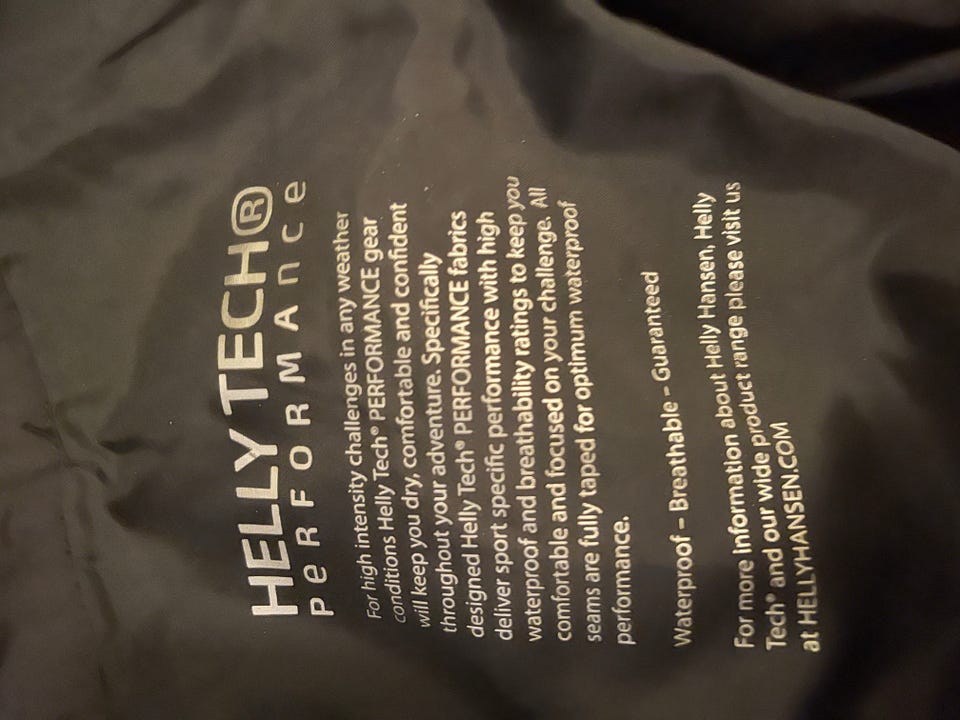 HELLY TECH®
PeRFORMAnce
For high intensity challenges in any weather
conditions Helly Tech® PERFORMANCE gear
will keep you dry, comfortable and confident
throughout your adventure. Specifically
designed Helly Tech® PERFORMANCE fabrics
deliver sport specific performance with high
waterproof and breathability ratings to keep you
comfortable and focused on your challenge. All
seams are fully taped for optimum waterproof
performance.
Waterproof – Breathable – Guaranteed
For more information about Helly Hansen, Helly
Tech® and our wide product range please visit us
at HELLYHANSEN.COM